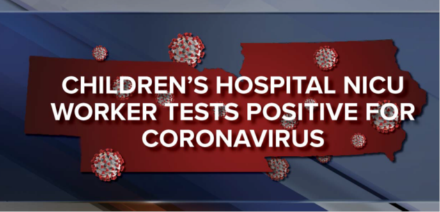 CHILDREN'S HOSPITAL NICU
WORKER TESTS POSITIVE FOR
CORONAVIRUS